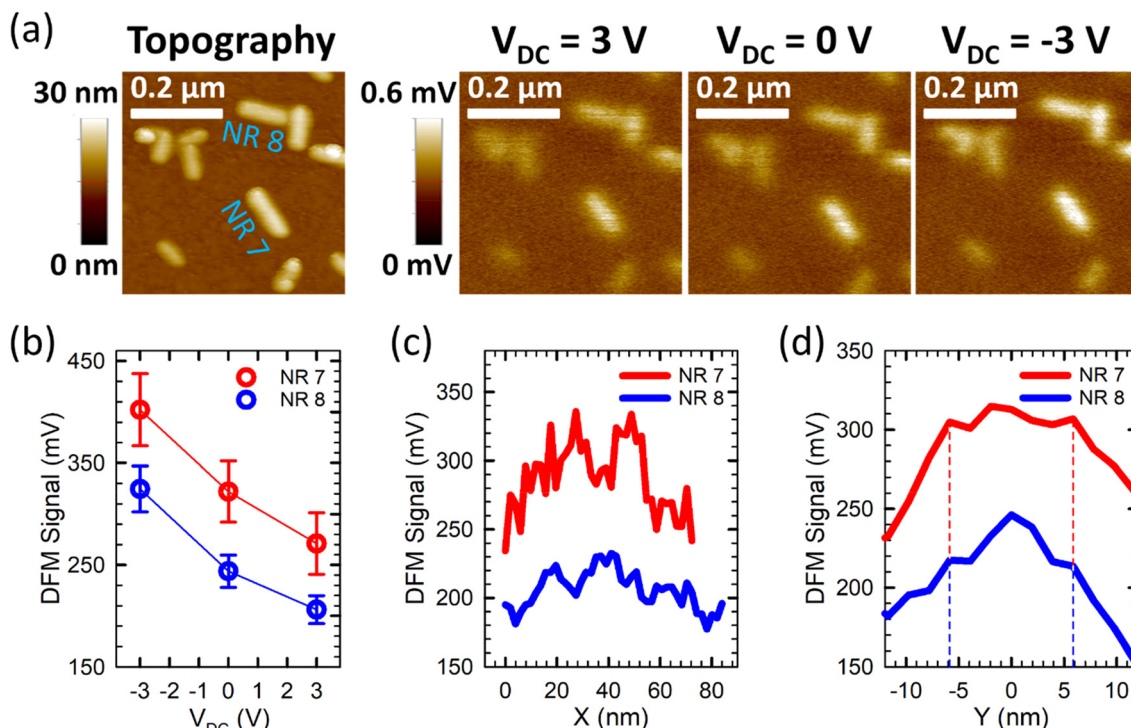 (a) Topography V_DC = 3 V V_DC = 0 V V_DC = -3 V
30 nm 0.2 μm 0.6 mV 0.2 μm 0.2 μm 0.2 μm
NR 8
NR 7
0 nm 0 mV
(b)
450
350
250
150
DFM Signal (mV)
NR 7
NR 8
-3 -2 -1 0 1 2 3
V_DC (V)
(c)
350
300
250
200
150
DFM Signal (mV)
NR 7
NR 8
0 20 40 60 80
X (nm)
(d)
350
300
250
200
150
DFM Signal (mV)
NR 7
NR 8
-10 -5 0 5 10
Y (nm)